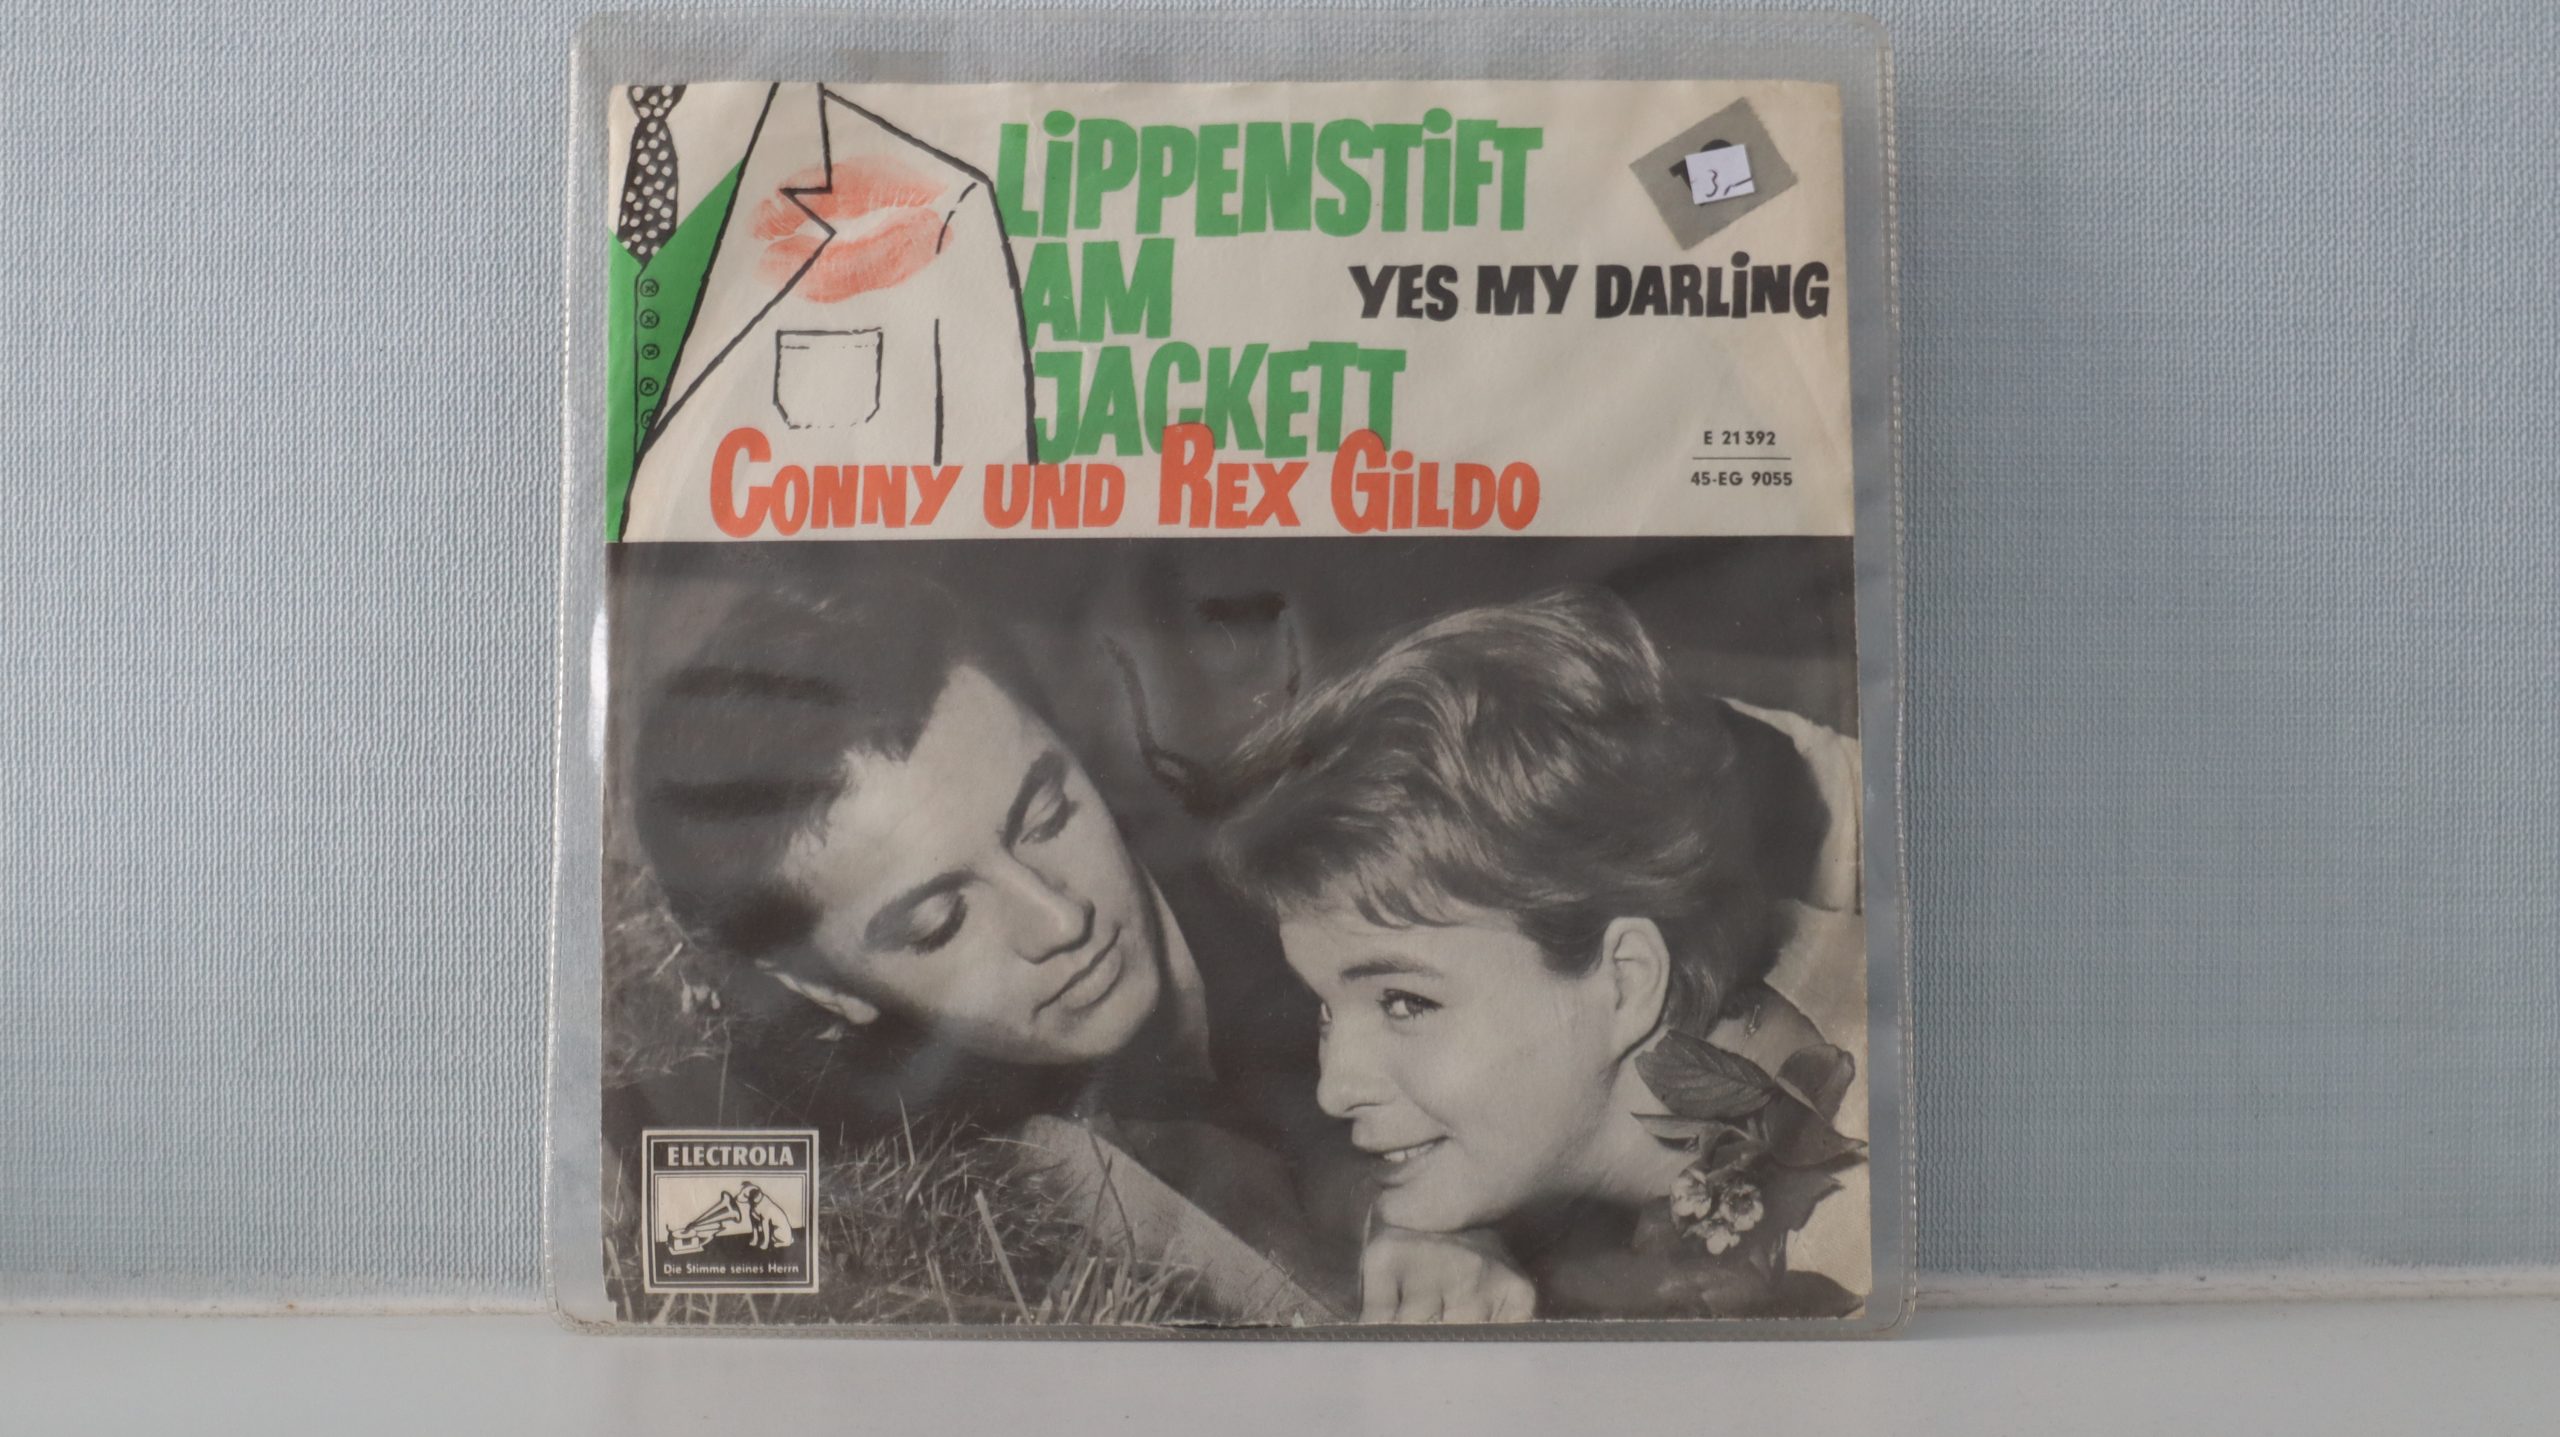 LiPPENSTiFT
AM
JACKETT
YES MY DARLiNG
3,-
E 21 392
45-EG 9055
CONNY UND REX GiLDO
ELECTROLA
Die Stimme seines Herrn